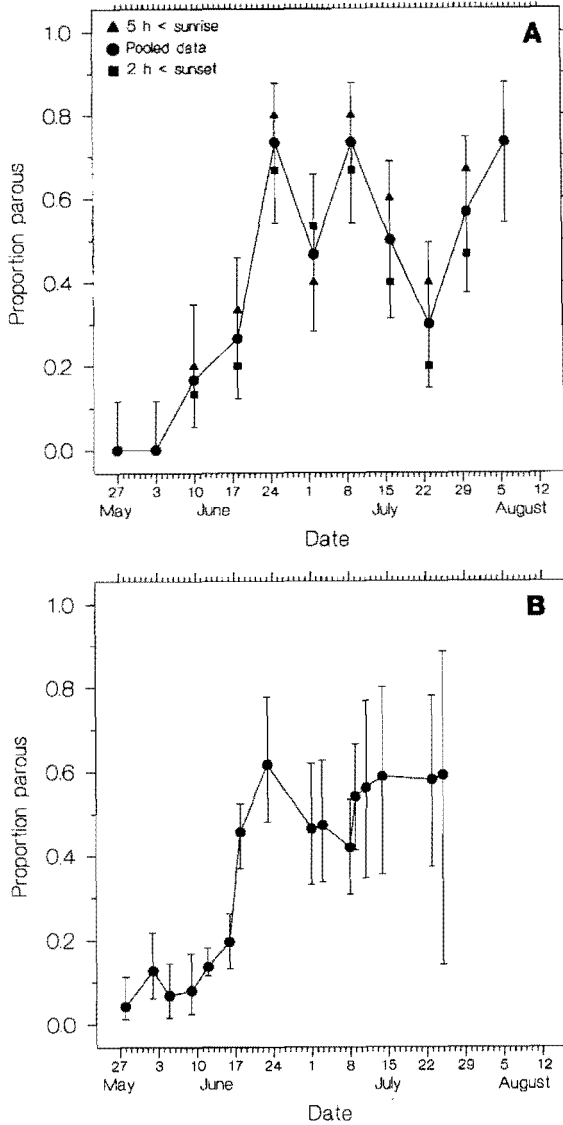 A
▲ 5 h < sunrise
● Pooled data
■ 2 h < sunset
Proportion parous
1.0
0.8
0.6
0.4
0.2
0.0
27 3 10 17 24 1 8 15 22 29 5 12
May June July August
Date
B
Proportion parous
1.0
0.8
0.6
0.4
0.2
0.0
27 3 10 17 24 1 8 15 22 29 5 12
May June July August
Date